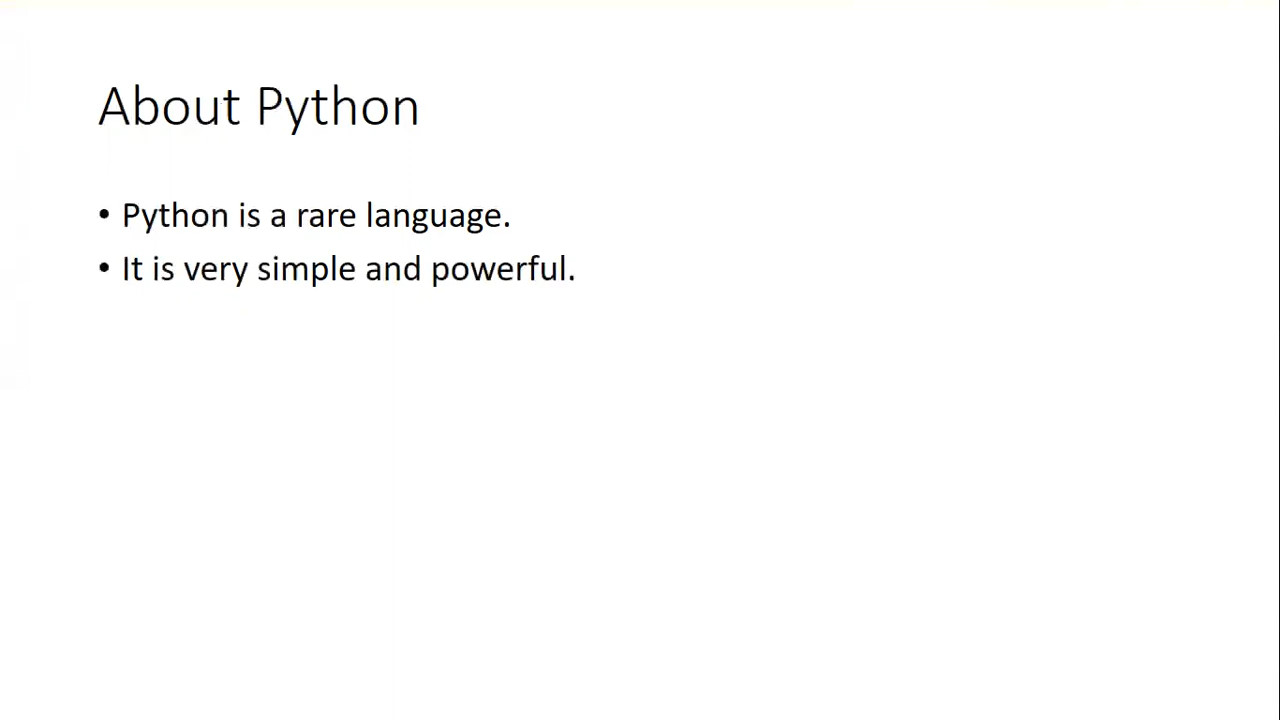 About Python
• Python is a rare language.
• It is very simple and powerful.